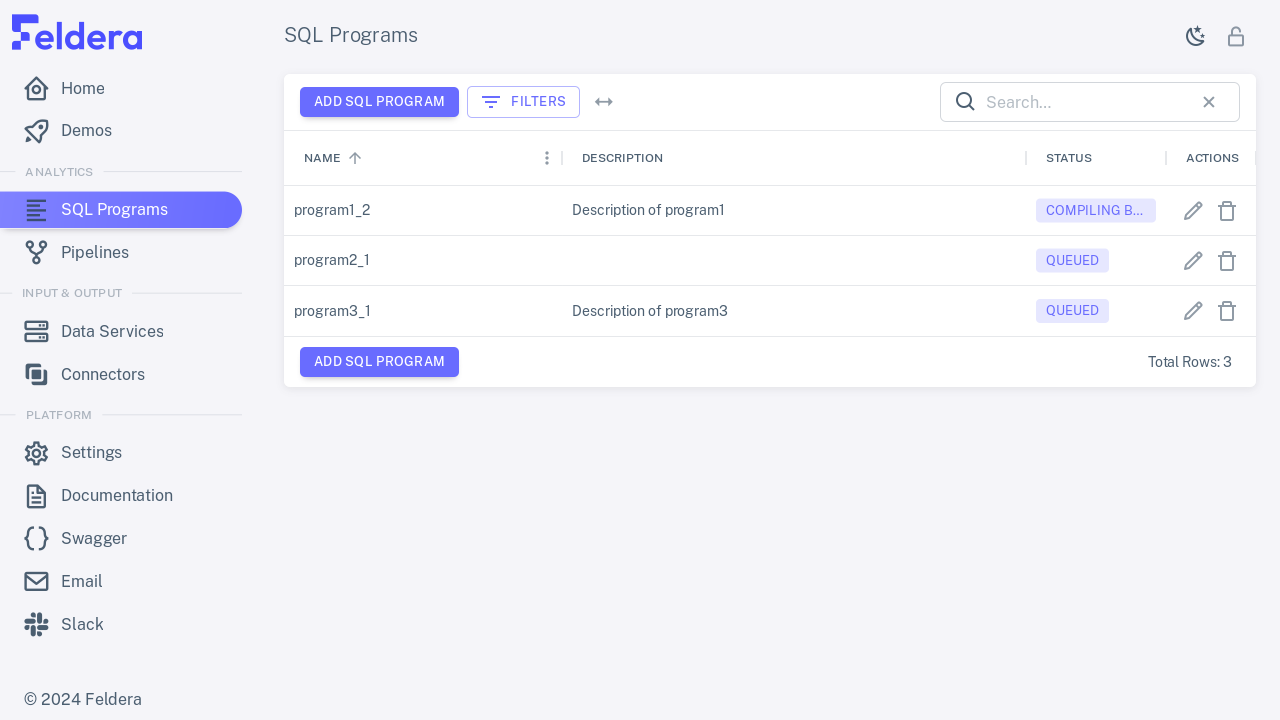 Feldera
Home
Demos
ANALYTICS
SQL Programs
Pipelines
INPUT & OUTPUT
Data Services
Connectors
PLATFORM
Settings
Documentation
Swagger
Email
Slack
© 2024 Feldera
SQL Programs
ADD SQL PROGRAM FILTERS Search...
NAME DESCRIPTION STATUS ACTIONS
program1_2 Description of program1 COMPILING B...
program2_1 QUEUED
program3_1 Description of program3 QUEUED
ADD SQL PROGRAM Total Rows: 3